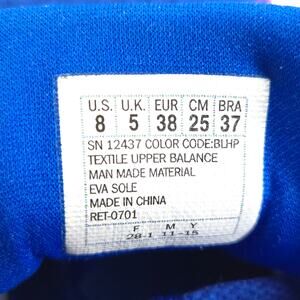 U.S. U.K. EUR CM BRA
8 5 38 25 37
SN 12437 COLOR CODE:BLHP
TEXTILE UPPER BALANCE
MAN MADE MATERIAL
EVA SOLE
MADE IN CHINA
RET-0701
F M Y
28-1 11-15